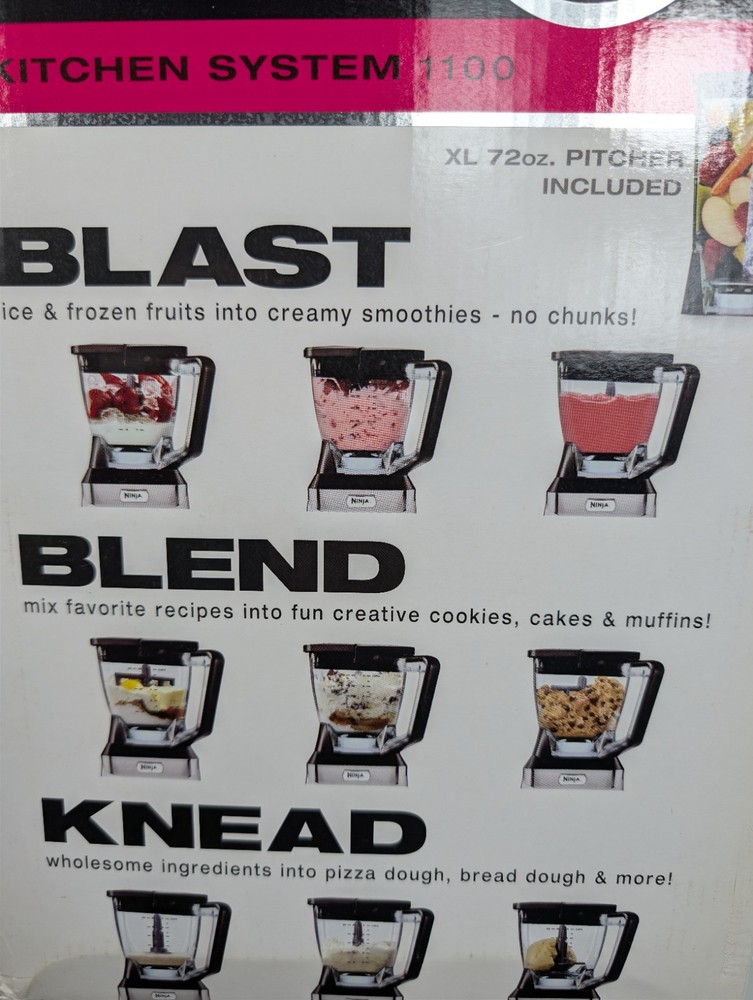 KITCHEN SYSTEM 1100
XL 72oz. PITCHER
INCLUDED
BLAST
ice & frozen fruits into creamy smoothies - no chunks!
NINJA NINJA NINJA
BLEND
mix favorite recipes into fun creative cookies, cakes & muffins!
NINJA NINJA NINJA
KNEAD
wholesome ingredients into pizza dough, bread dough & more!